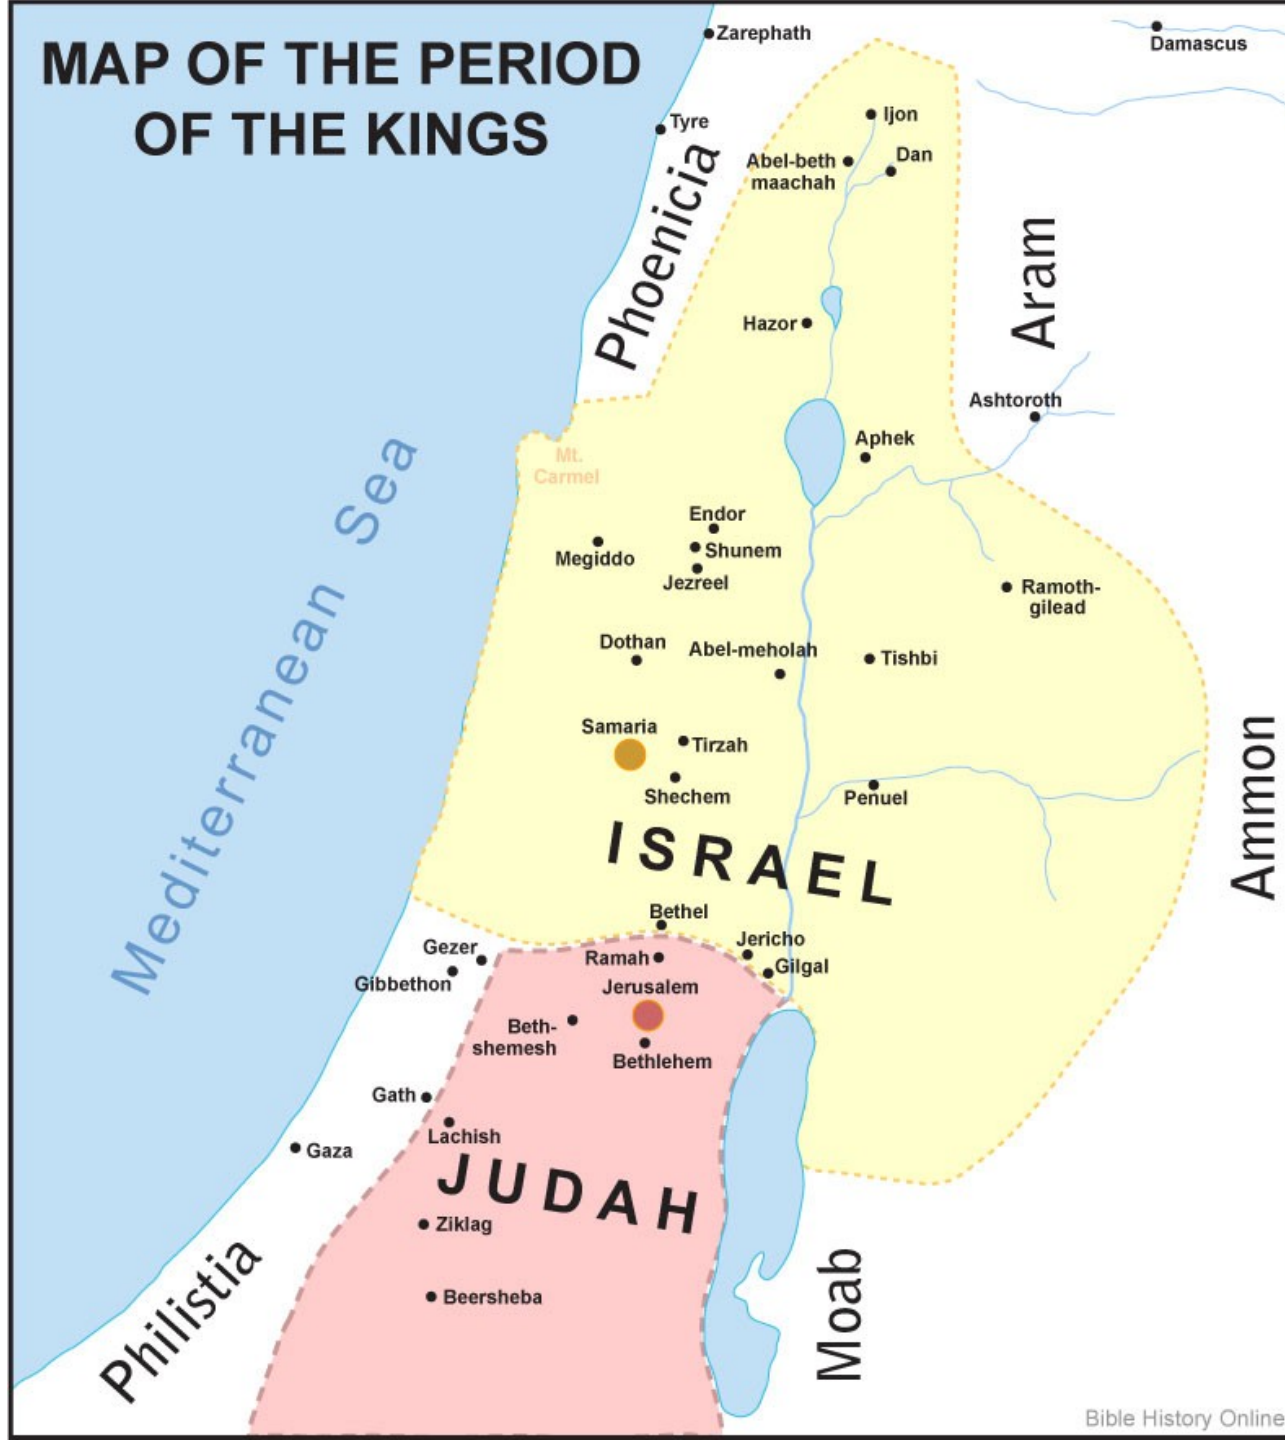 MAP OF THE PERIOD
OF THE KINGS
Zarephath
Damascus
Tyre
Ijon
Dan
Abel-beth
maachah
Phoenicia
Aram
Hazor
Ashtoroth
Aphek
Mt.
Carmel
Mediterranean Sea
Endor
Shunem
Megiddo
Jezreel
Ramoth-
gilead
Dothan
Abel-meholah
Tishbi
Samaria
Tirzah
Shechem
Penuel
Ammon
ISRAEL
Bethel
Jericho
Gilgal
Gezer
Ramah
Gibbethon
Jerusalem
Beth-
shemesh
Bethlehem
Gath
Lachish
Gaza
JUDAH
Ziklag
Philistia
Beersheba
Moab
Bible History Online